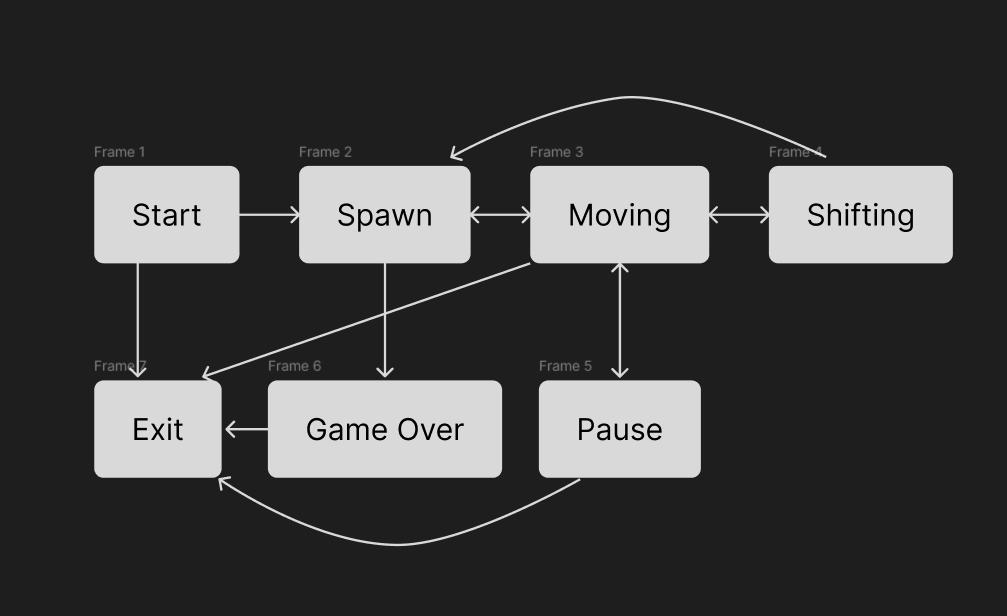 Frame 1
Frame 2
Frame 3
Frame 4
Start
Spawn
Moving
Shifting
Frame 7
Frame 6
Frame 5
Exit
Game Over
Pause